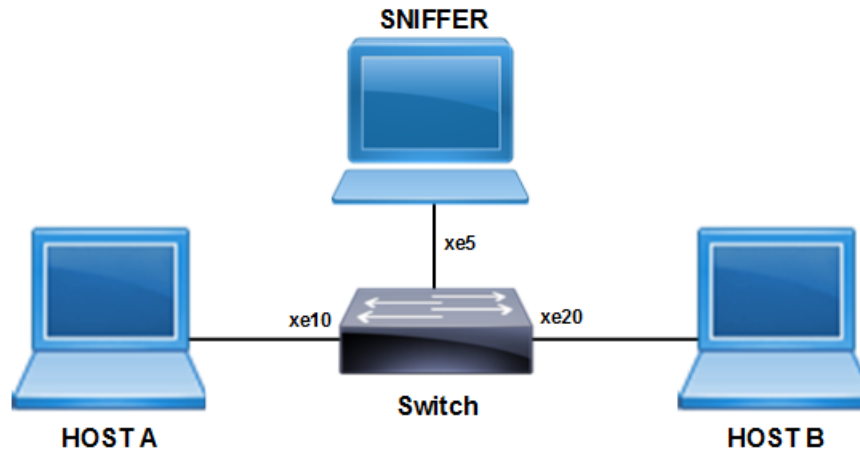 SNIFFER
xe5
xe10
xe20
Switch
HOST A
HOST B